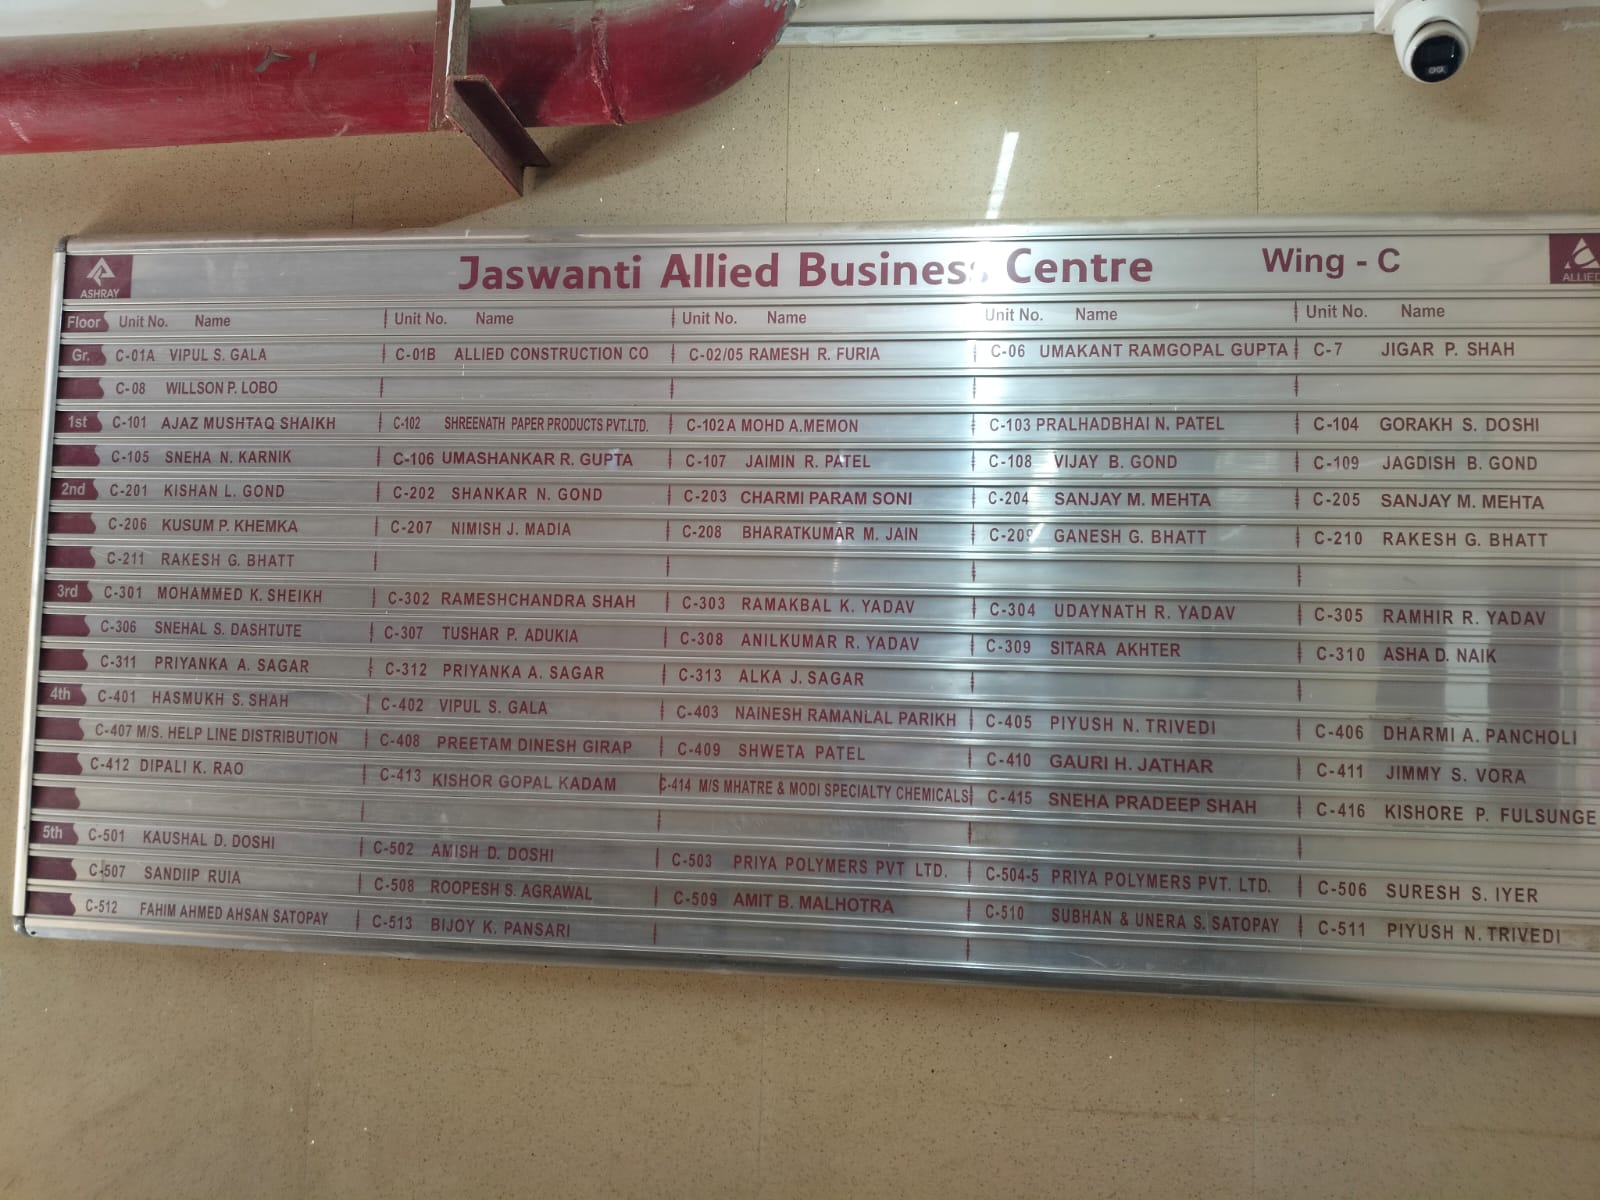 ASHRAY Jaswanti Allied Business Centre Wing - C ALLIED
Floor Unit No. Name Unit No. Name Unit No. Name Unit No. Name Unit No. Name
Gr. C-01A VIPUL S. GALA C-01B ALLIED CONSTRUCTION CO C-02/05 RAMESH R. FURIA C-06 UMAKANT RAMGOPAL GUPTA C-7 JIGAR P. SHAH
C-08 WILLSON P. LOBO
1st C-101 AJAZ MUSHTAQ SHAIKH C-102 SHREENATH PAPER PRODUCTS PVT.LTD. C-102A MOHD A.MEMON C-103 PRALHADBHAI N. PATEL C-104 GORAKH S. DOSHI
C-105 SNEHA N. KARNIK C-106 UMASHANKAR R. GUPTA C-107 JAIMIN R. PATEL C-108 VIJAY B. GOND C-109 JAGDISH B. GOND
2nd C-201 KISHAN L. GOND C-202 SHANKAR N. GOND C-203 CHARMI PARAM SONI C-204 SANJAY M. MEHTA C-205 SANJAY M. MEHTA
C-206 KUSUM P. KHEMKA C-207 NIMISH J. MADIA C-208 BHARATKUMAR M. JAIN C-209 GANESH G. BHATT C-210 RAKESH G. BHATT
C-211 RAKESH G. BHATT
3rd C-301 MOHAMMED K. SHEIKH C-302 RAMESHCHANDRA SHAH C-303 RAMAKBAL K. YADAV C-304 UDAYNATH R. YADAV C-305 RAMHIR R. YADAV
C-306 SNEHAL S. DASHTUTE C-307 TUSHAR P. ADUKIA C-308 ANILKUMAR R. YADAV C-309 SITARA AKHTER C-310 ASHA D. NAIK
C-311 PRIYANKA A. SAGAR C-312 PRIYANKA A. SAGAR C-313 ALKA J. SAGAR
4th C-401 HASMUKH S. SHAH C-402 VIPUL S. GALA C-403 NAINESH RAMANLAL PARIKH C-405 PIYUSH N. TRIVEDI C-406 DHARMI A. PANCHOLI
C-407 M/S. HELP LINE DISTRIBUTION C-408 PREETAM DINESH GIRAP C-409 SHWETA PATEL C-410 GAURI H. JATHAR C-411 JIMMY S. VORA
C-412 DIPALI K. RAO C-413 KISHOR GOPAL KADAM C-414 M/S MHATRE & MODI SPECIALTY CHEMICALS C-415 SNEHA PRADEEP SHAH C-416 KISHORE P. FULSUNGE
5th C-501 KAUSHAL D. DOSHI C-502 AMISH D. DOSHI C-503 PRIYA POLYMERS PVT LTD. C-504-5 PRIYA POLYMERS PVT. LTD. C-506 SURESH S. IYER
C-507 SANDIIP RUIA C-508 ROOPESH S. AGRAWAL C-509 AMIT B. MALHOTRA C-510 SUBHAN & UNERA S. SATOPAY C-511 PIYUSH N. TRIVEDI
C-512 FAHIM AHMED AHSAN SATOPAY C-513 BIJOY K. PANSARI